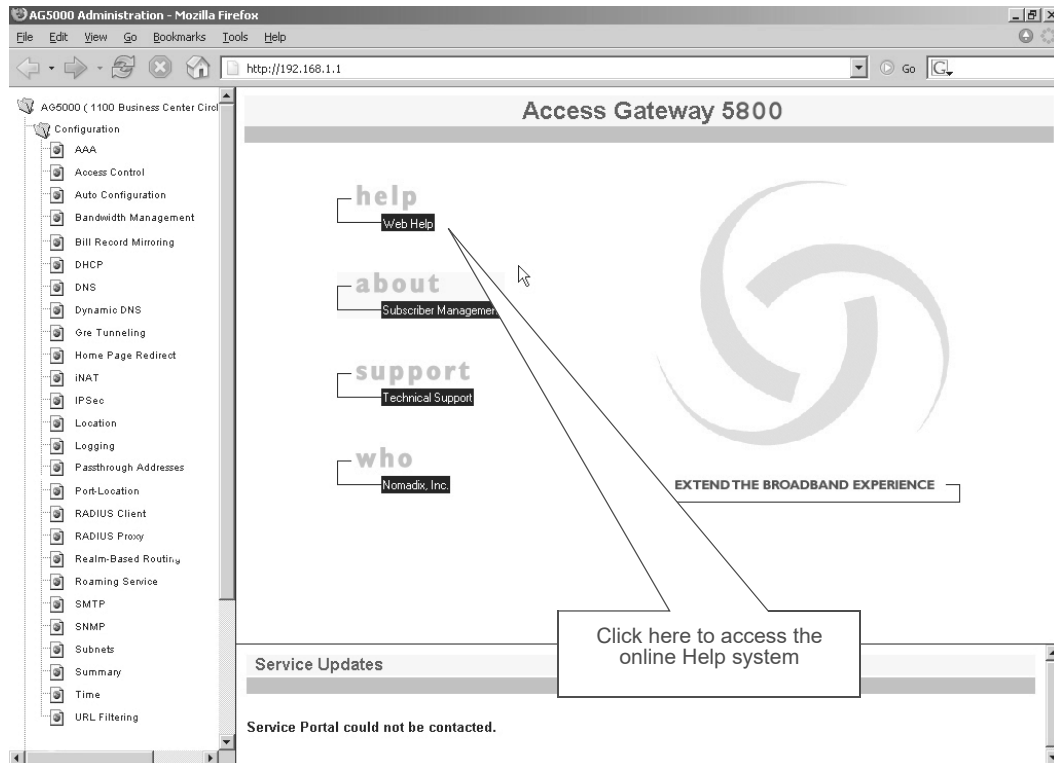 AG5000 Administration - Mozilla Firefox
File Edit View Go Bookmarks Tools Help
http://192.168.1.1
Go
G
AG5000 ( 1100 Business Center Circl
Configuration
AAA
Access Control
Auto Configuration
Bandwidth Management
Bill Record Mirroring
DHCP
DNS
Dynamic DNS
Gre Tunneling
Home Page Redirect
iNAT
IPSec
Location
Logging
Passthrough Addresses
Port-Location
RADIUS Client
RADIUS Proxy
Realm-Based Routing
Roaming Service
SMTP
SNMP
Subnets
Summary
Time
URL Filtering
Access Gateway 5800
help
Web Help
about
Subscriber Managemen
support
Technical Support
who
Nomadix, Inc.
EXTEND THE BROADBAND EXPERIENCE
Click here to access the
online Help system
Service Updates
Service Portal could not be contacted.